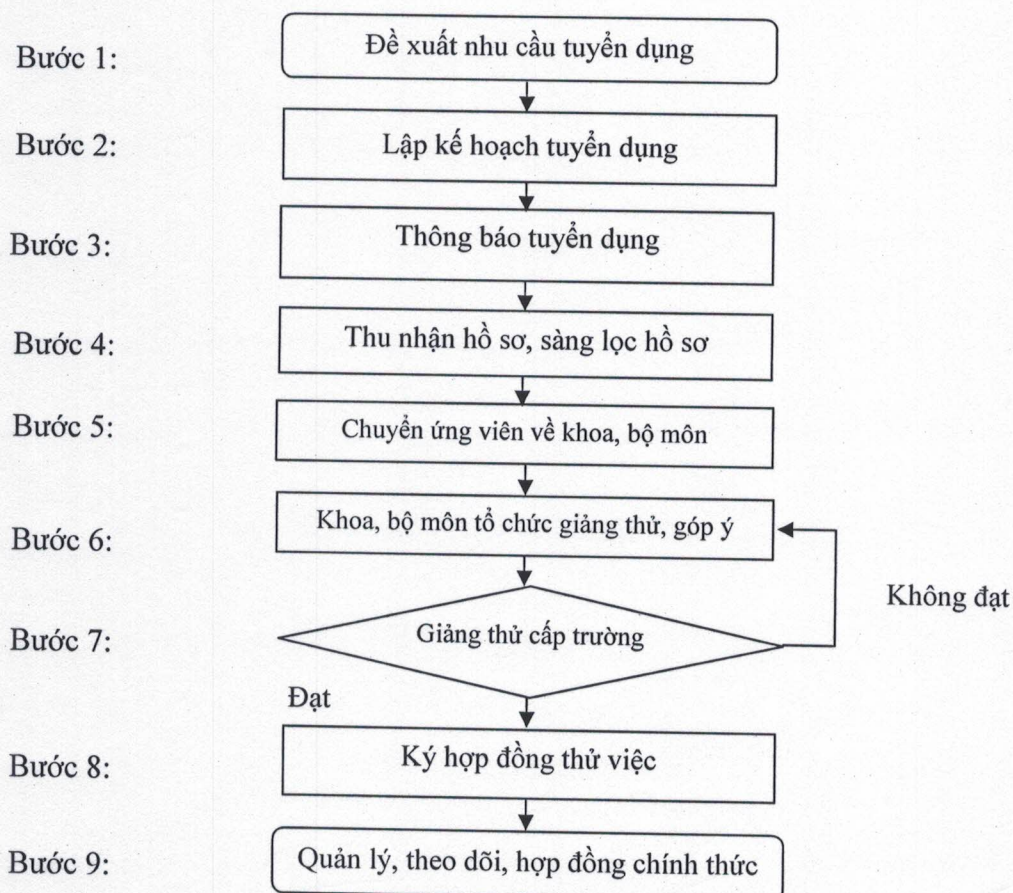 Bước 1: Đề xuất nhu cầu tuyển dụng
Bước 2: Lập kế hoạch tuyển dụng
Bước 3: Thông báo tuyển dụng
Bước 4: Thu nhận hồ sơ, sàng lọc hồ sơ
Bước 5: Chuyển ứng viên về khoa, bộ môn
Bước 6: Khoa, bộ môn tổ chức giảng thử, góp ý
Không đạt
Bước 7: Giảng thử cấp trường
Đạt
Bước 8: Ký hợp đồng thử việc
Bước 9: Quản lý, theo dõi, hợp đồng chính thức